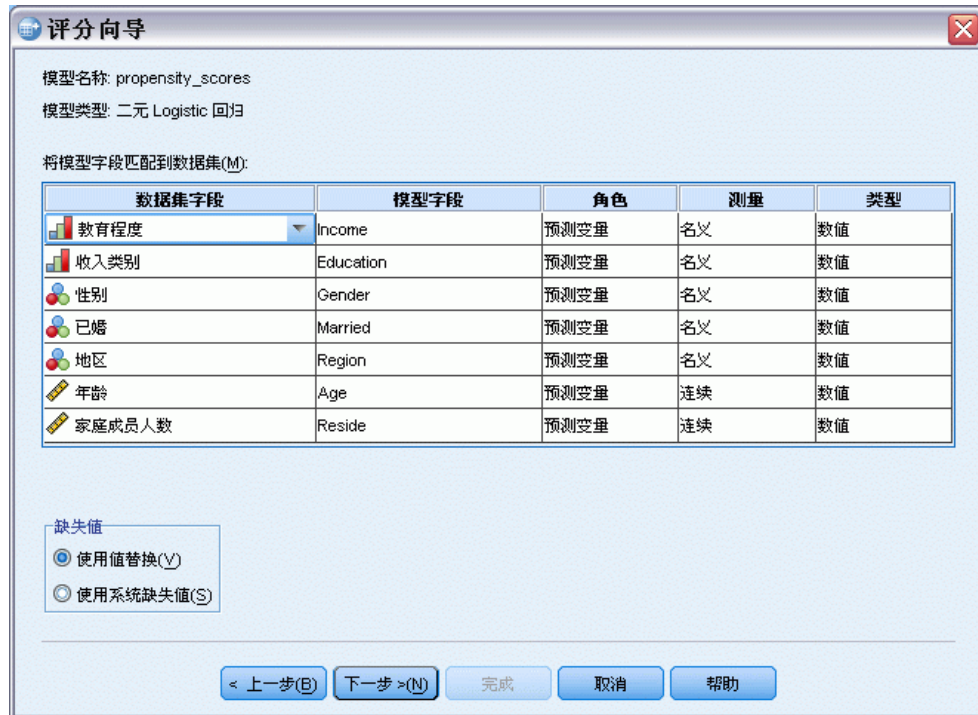 评分向导
模型名称: propensity_scores
模型类型: 二元 Logistic 回归
将模型字段匹配到数据集(M):
数据集字段 模型字段 角色 测量 类型
教育程度 Income 预测变量 名义 数值
收入类别 Education 预测变量 名义 数值
性别 Gender 预测变量 名义 数值
已婚 Married 预测变量 名义 数值
地区 Region 预测变量 名义 数值
年龄 Age 预测变量 连续 数值
家庭成员人数 Reside 预测变量 连续 数值
缺失值
使用值替换(V)
使用系统缺失值(S)
< 上一步(B) 下一步 >(N) 完成 取消 帮助